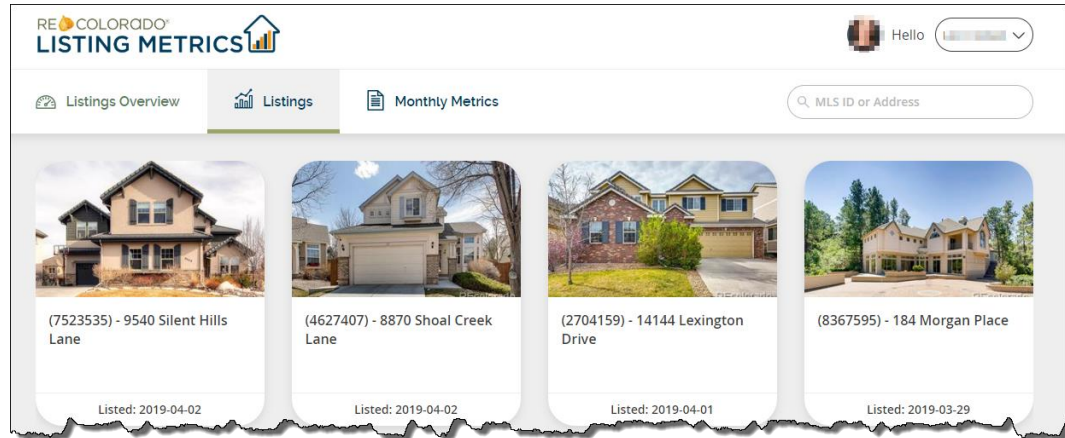 RECOLORADO®
LISTING METRICS
Hello
Listings Overview
Listings
Monthly Metrics
MLS ID or Address
(7523535) - 9540 Silent Hills
Lane
Listed: 2019-04-02
(4627407) - 8870 Shoal Creek
Lane
Listed: 2019-04-02
(2704159) - 14144 Lexington
Drive
Listed: 2019-04-01
(8367595) - 184 Morgan Place
Listed: 2019-03-29